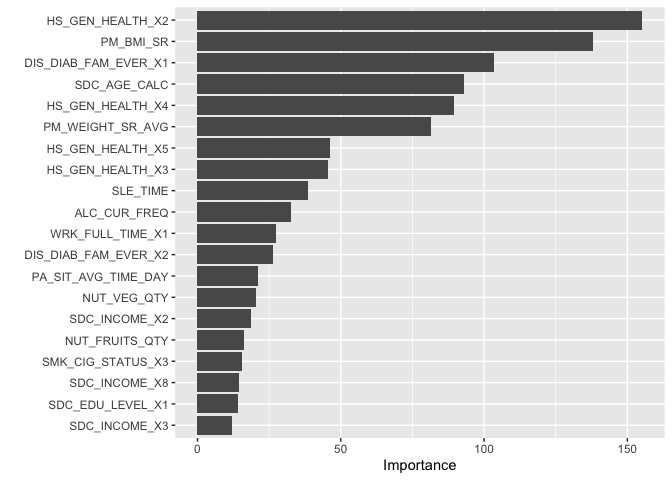 HS_GEN_HEALTH_X2
PM_BMI_SR
DIS_DIAB_FAM_EVER_X1
SDC_AGE_CALC
HS_GEN_HEALTH_X4
PM_WEIGHT_SR_AVG
HS_GEN_HEALTH_X5
HS_GEN_HEALTH_X3
SLE_TIME
ALC_CUR_FREQ
WRK_FULL_TIME_X1
DIS_DIAB_FAM_EVER_X2
PA_SIT_AVG_TIME_DAY
NUT_VEG_QTY
SDC_INCOME_X2
NUT_FRUITS_QTY
SMK_CIG_STATUS_X3
SDC_INCOME_X8
SDC_EDU_LEVEL_X1
SDC_INCOME_X3
0 50 100 150
Importance